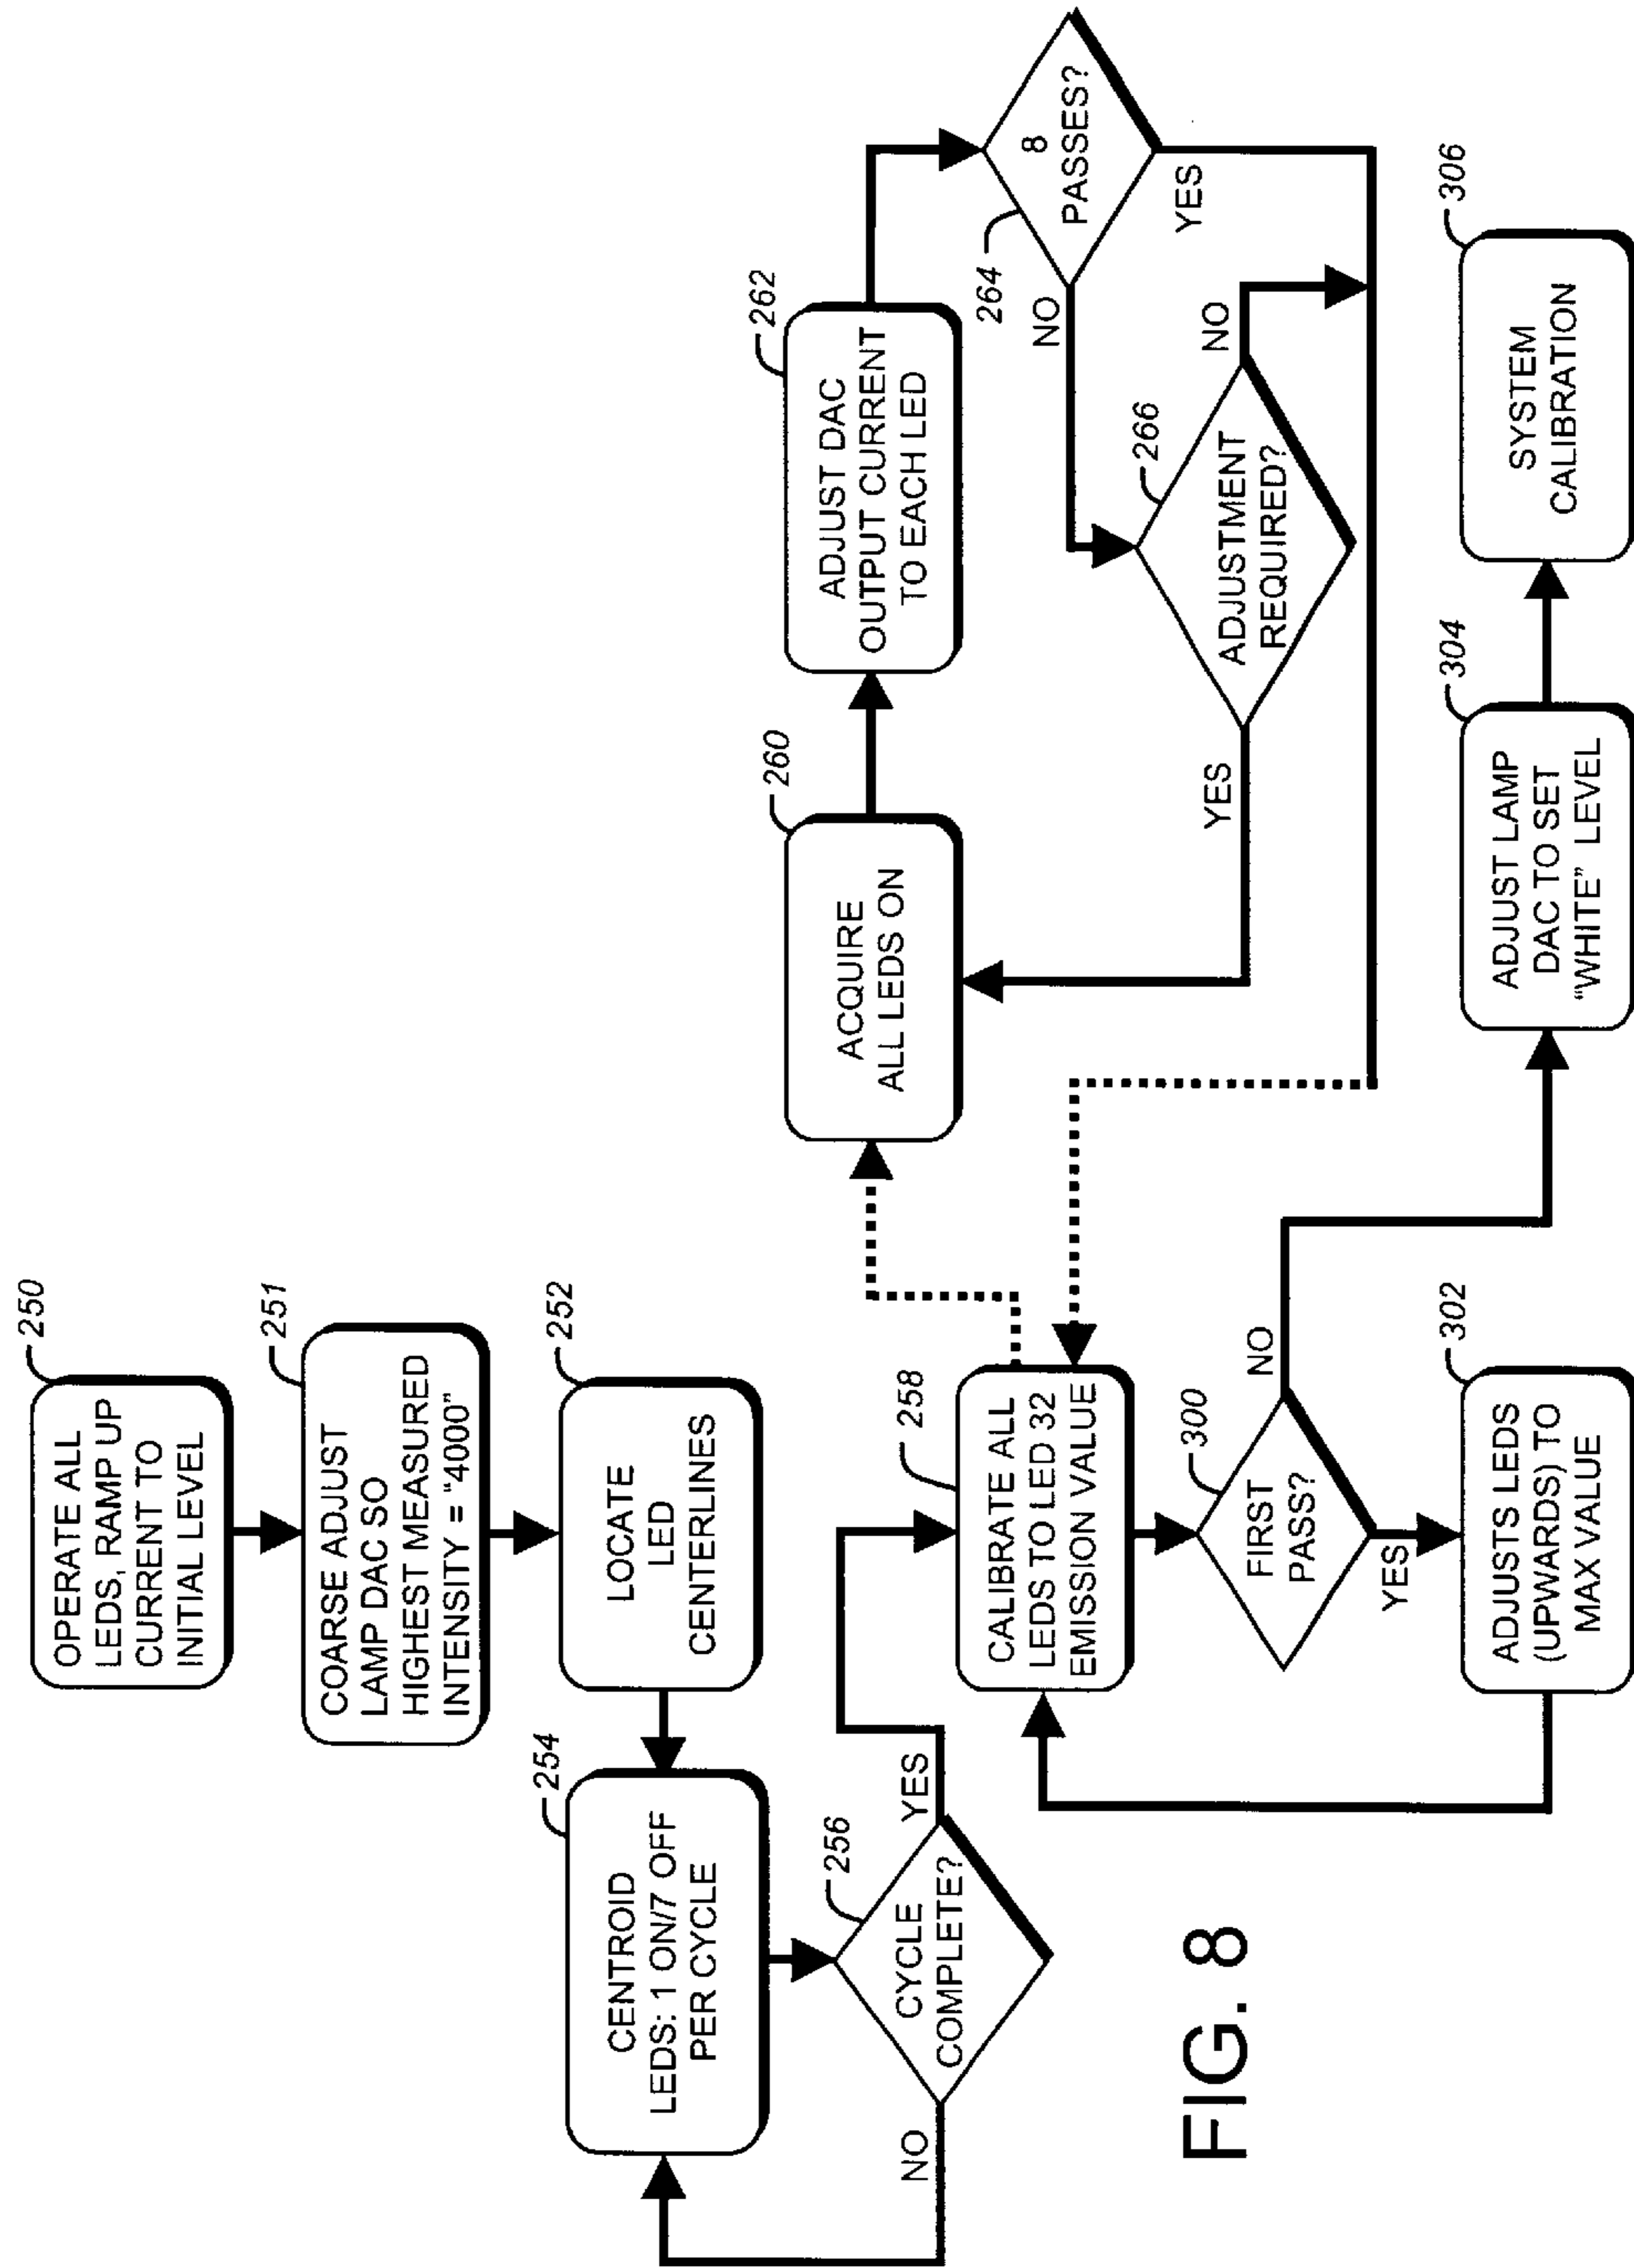 250
OPERATE ALL
LEDS, RAMP UP
CURRENT TO
INITIAL LEVEL
251
COARSE ADJUST
LAMP DAC SO
HIGHEST MEASURED
INTENSITY = "4000"
252
LOCATE
LED
CENTERLINES
254
CENTROID
LEDS: 1 ON/7 OFF
PER CYCLE
256
CYCLE
COMPLETE?
NO
YES
258
CALIBRATE ALL
LEDS TO LED 32
EMISSION VALUE
260
ACQUIRE
ALL LEDS ON
262
ADJUST DAC
OUTPUT CURRENT
TO EACH LED
264
8
PASSES?
NO
YES
266
ADJUSTMENT
REQUIRED?
YES
NO
300
FIRST
PASS?
NO
YES
302
ADJUSTS LEDS
(UPWARDS) TO
MAX VALUE
304
ADJUST LAMP
DAC TO SET
“WHITE” LEVEL
306
SYSTEM
CALIBRATION
FIG. 8